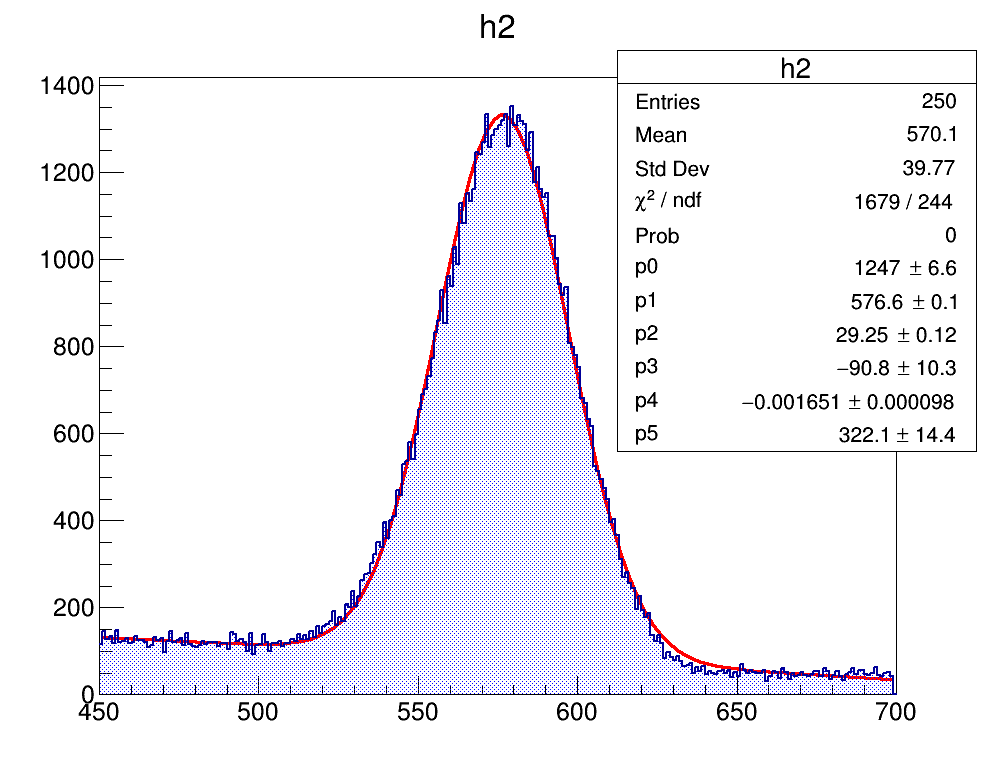 h2
h2
Entries 250
Mean 570.1
Std Dev 39.77
χ² / ndf 1679 / 244
Prob 0
p0 1247 ± 6.6
p1 576.6 ± 0.1
p2 29.25 ± 0.12
p3 −90.8 ± 10.3
p4 −0.001651 ± 0.000098
p5 322.1 ± 14.4
1400
1200
1000
800
600
400
200
0
450 500 550 600 650 700